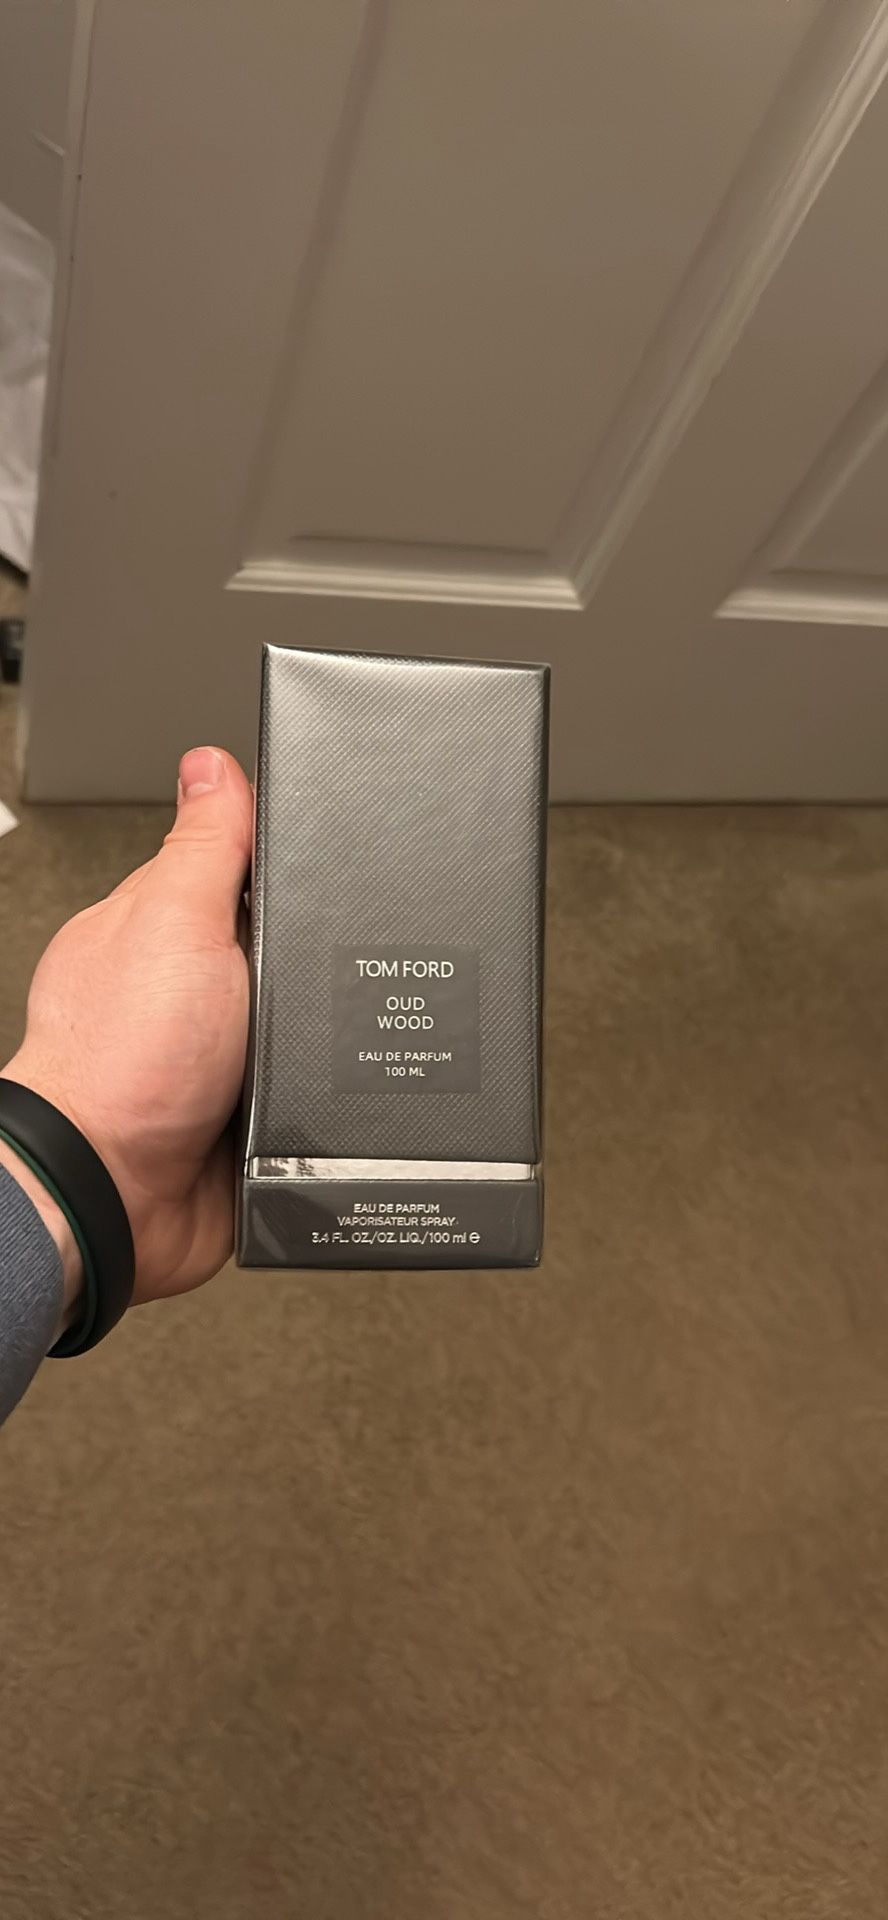 TOM FORD
OUD
WOOD
EAU DE PARFUM
100 ML
EAU DE PARFUM
VAPORISATEUR SPRAY
3.4 FL. OZ./OZ. LIQ./100 ml ℮